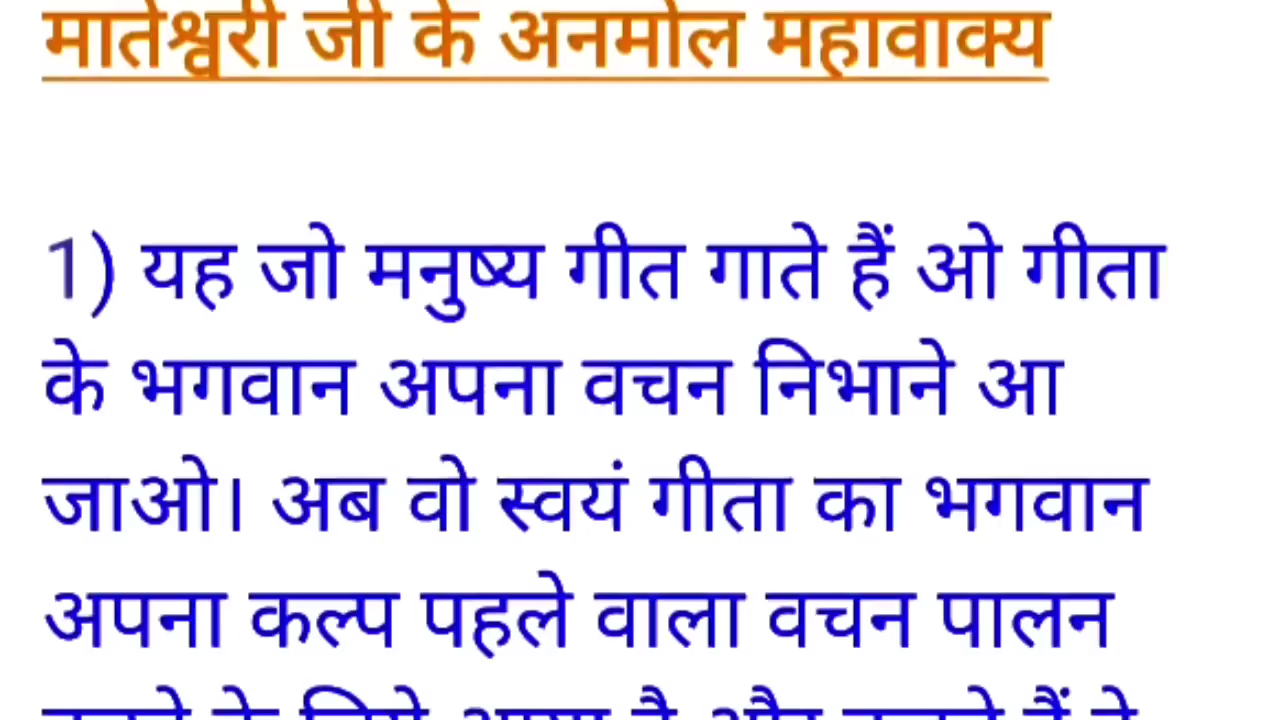 मातेश्वरी जी के अनमोल महावाक्य
1) यह जो मनुष्य गीत गाते हैं ओ गीता
के भगवान अपना वचन निभाने आ
जाओ। अब वो स्वयं गीता का भगवान
अपना कल्प पहले वाला वचन पालन